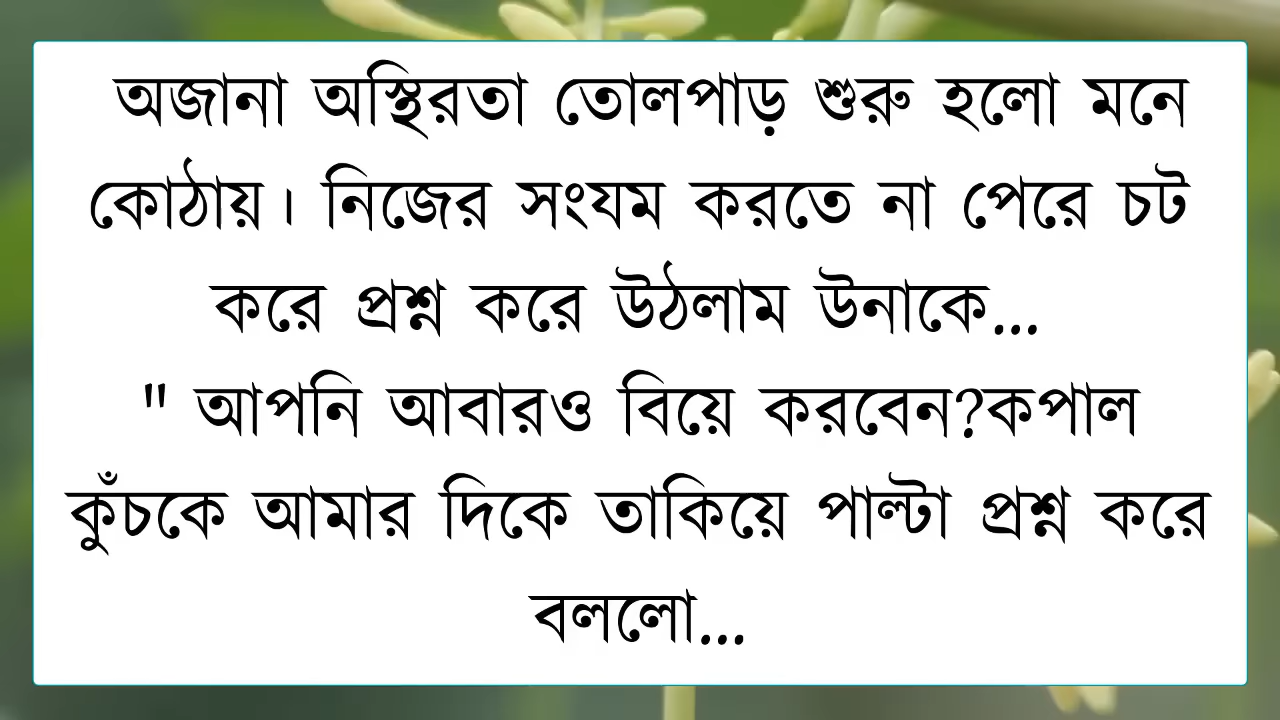 অজানা অস্থিরতা তোলপাড় শুরু হলো মনে
কোঠায়। নিজের সংযম করতে না পেরে চট
করে প্রশ্ন করে উঠলাম উনাকে...
" আপনি আবারও বিয়ে করবেন?কপাল
কুঁচকে আমার দিকে তাকিয়ে পাল্টা প্রশ্ন করে
বললো...